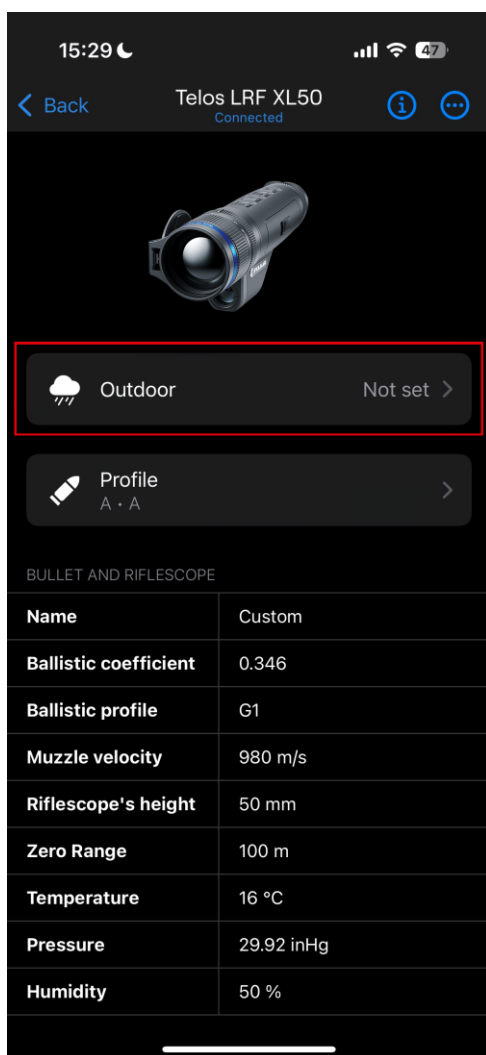 15:29
47
Back
Telos LRF XL50
Connected
Outdoor
Not set
Profile
A · A
BULLET AND RIFLESCOPE
Name Custom
Ballistic coefficient 0.346
Ballistic profile G1
Muzzle velocity 980 m/s
Riflescope's height 50 mm
Zero Range 100 m
Temperature 16 °C
Pressure 29.92 inHg
Humidity 50 %